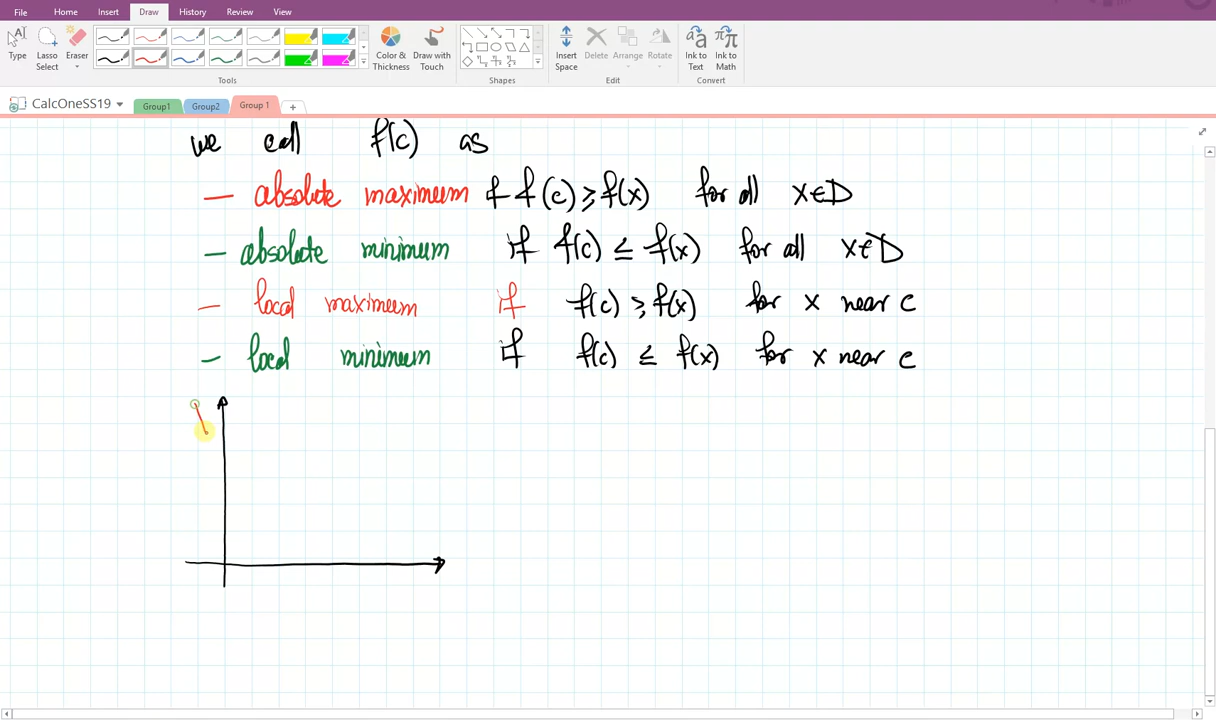 File Home Insert Draw History Review View
Type
Lasso Select
Eraser
Color & Thickness
Draw with Touch
Insert Space
Delete
Arrange
Rotate
Ink to Text
Ink to Math
Tools Shapes Edit Convert
CalcOneSS19 Group1 Group2 Group 1
we call f(c) as
— absolute maximum if f(c) ≥ f(x) for all x∈D
— absolute minimum if f(c) ≤ f(x) for all x∈D
— local maximum if f(c) ≥ f(x) for x near c
— local minimum if f(c) ≤ f(x) for x near c